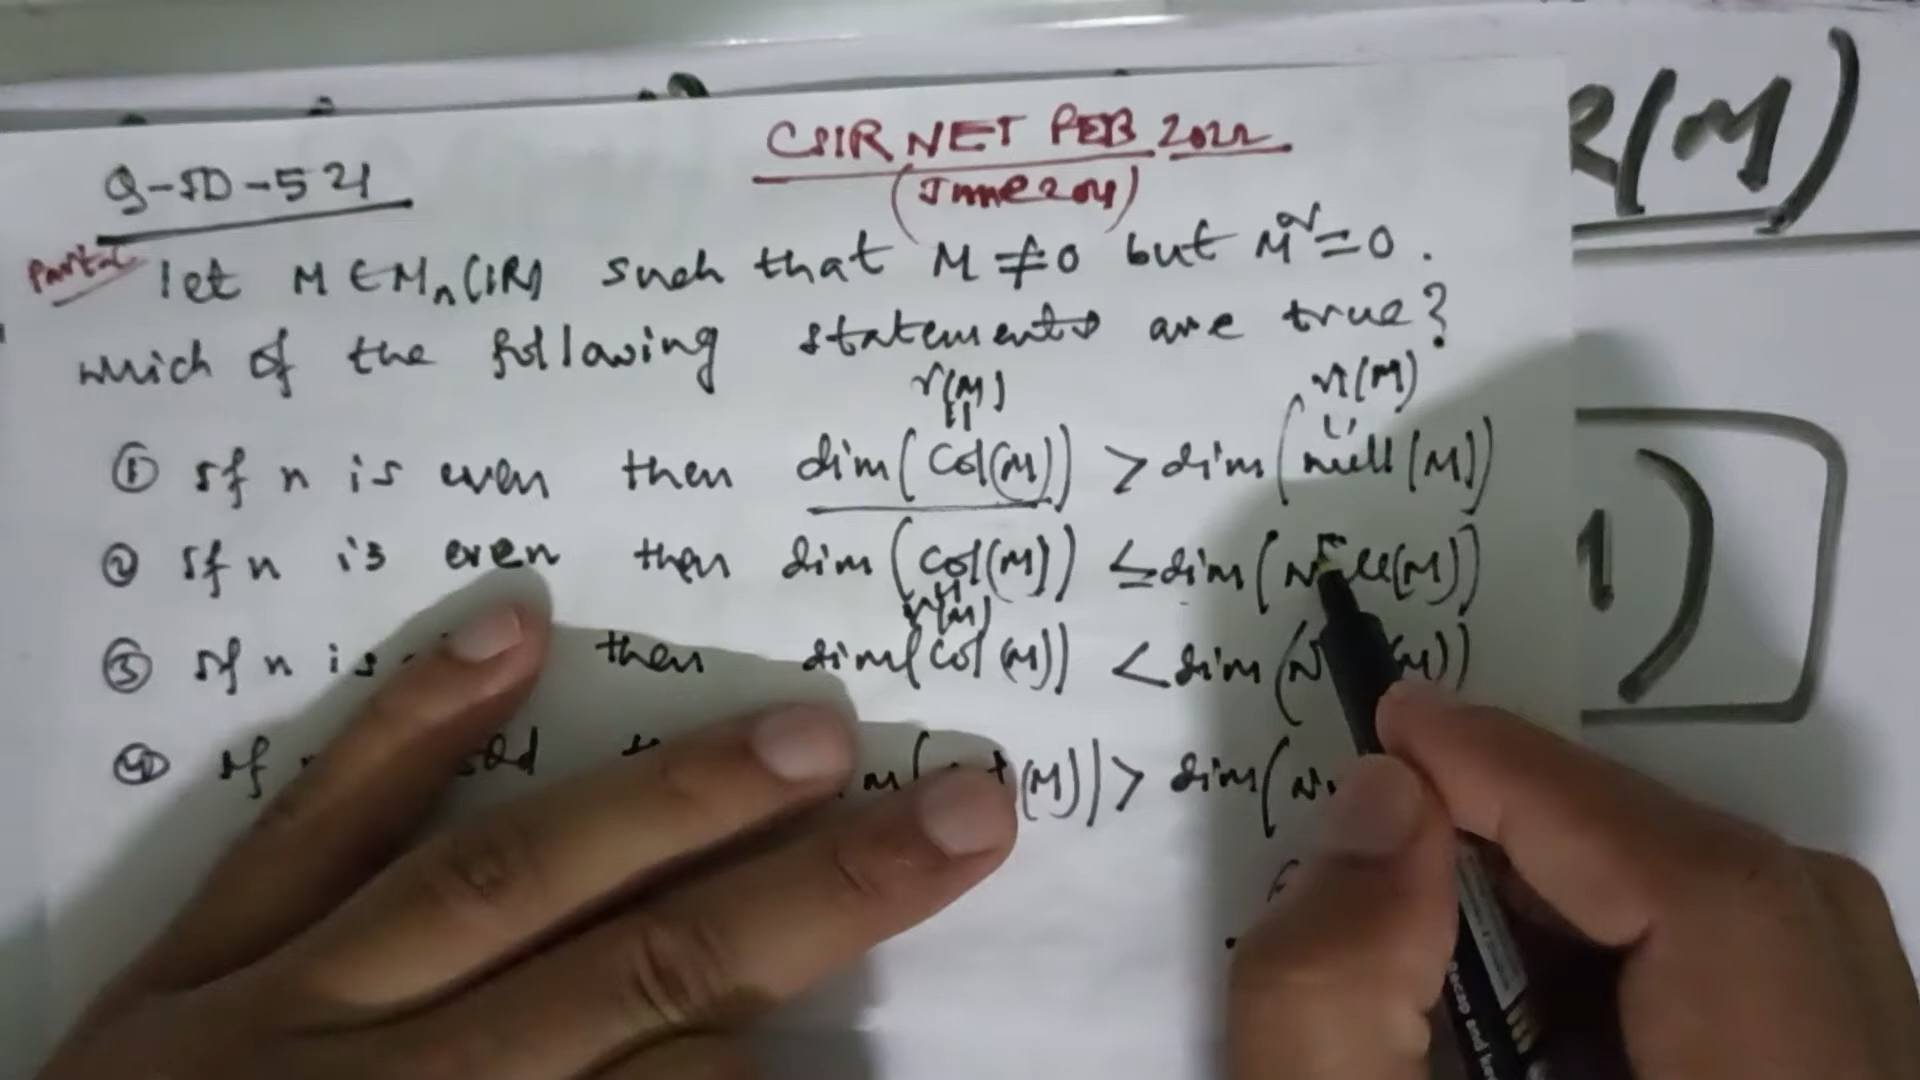 CSIR NET FEB 2022
(June 2021)
Q-SD-521
Part-C
let M ∈ Mn(IR) such that M ≠ 0 but M² = 0.
which of the following statements are true?
r(M) n(M)
① If n is even then dim(Col(M)) > dim(null(M))
② If n is even then dim(Col(M)) ≤ dim(Null(M))
r(M)
③ If n is then dim(Col(M)) < dim(N (M))
④ If odd (M)) > dim(N
R(M)
1)